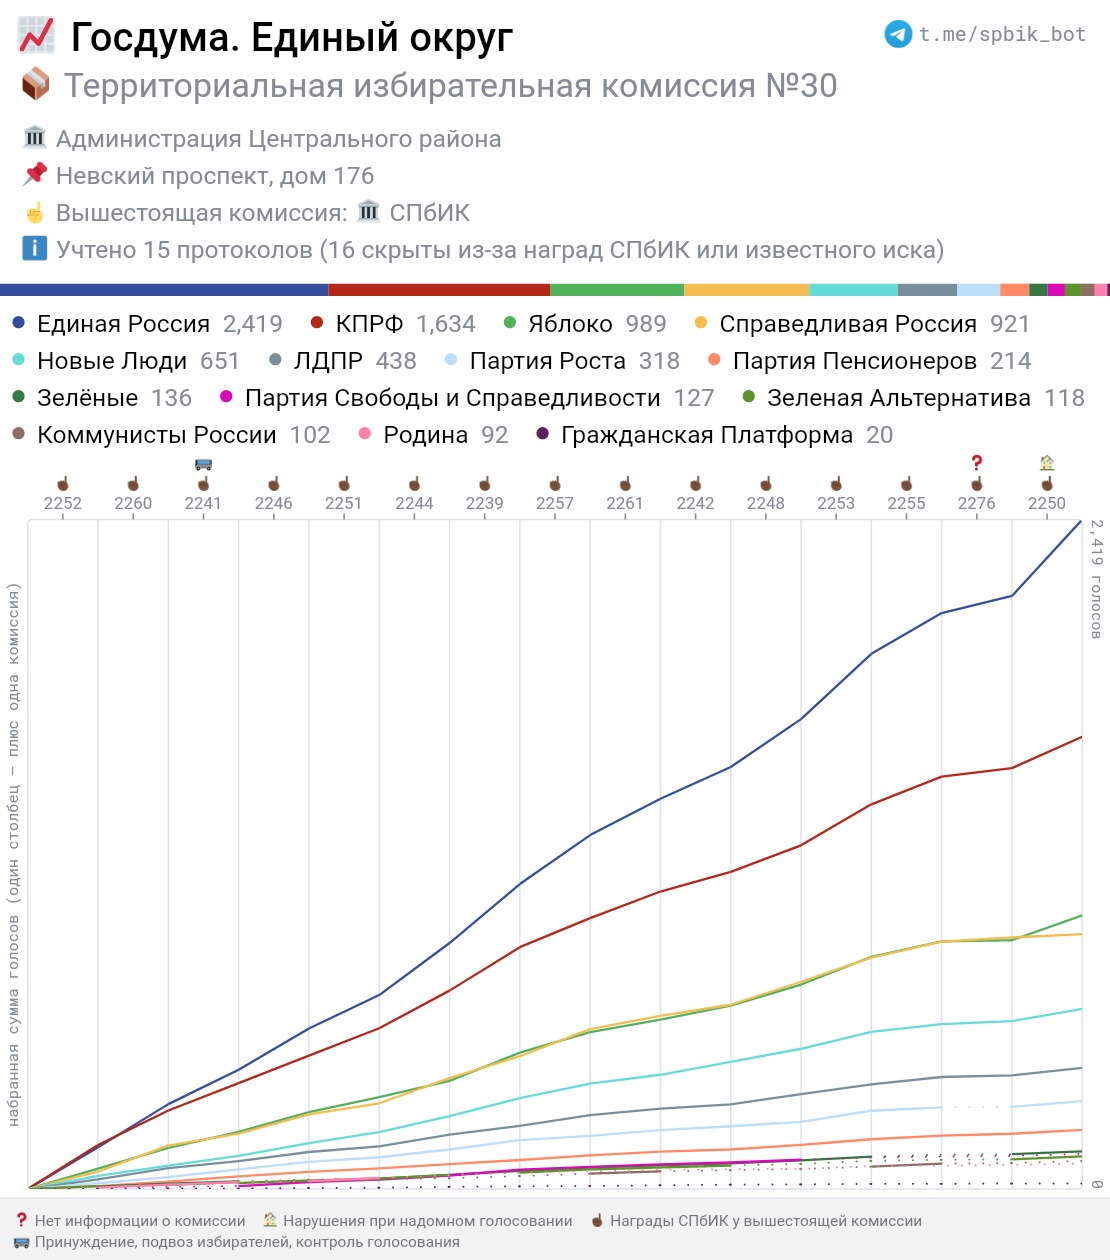 Госдума. Единый округ
t.me/spbik_bot
Территориальная избирательная комиссия №30
Администрация Центрального района
Невский проспект, дом 176
Вышестоящая комиссия: СПбИК
Учтено 15 протоколов (16 скрыты из-за наград СПбИК или известного иска)
Единая Россия 2,419 КПРФ 1,634 Яблоко 989 Справедливая Россия 921
Новые Люди 651 ЛДПР 438 Партия Роста 318 Партия Пенсионеров 214
Зелёные 136 Партия Свободы и Справедливости 127 Зеленая Альтернатива 118
Коммунисты России 102 Родина 92 Гражданская Платформа 20
2252 2260 2241 2246 2251 2244 2239 2257 2261 2242 2248 2253 2255 2276 2250
набранная сумма голосов (один столбец – плюс одна комиссия)
2,419 голосов
0
Нет информации о комиссии Нарушения при надомном голосовании Награды СПбИК у вышестоящей комиссии
Принуждение, подвоз избирателей, контроль голосования